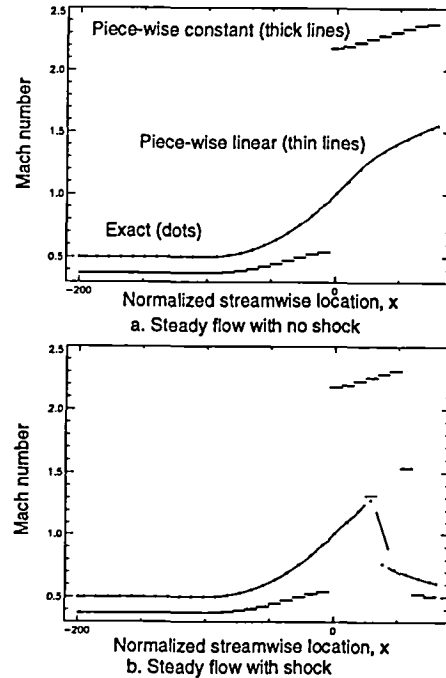 2.5
Piece-wise constant (thick lines)
2.0
Mach number
1.5
Piece-wise linear (thin lines)
1.0
Exact (dots)
0.5
-200
0
Normalized streamwise location, x
a. Steady flow with no shock
2.5
2.0
Mach number
1.5
1.0
0.5
-200
0
Normalized streamwise location, x
b. Steady flow with shock